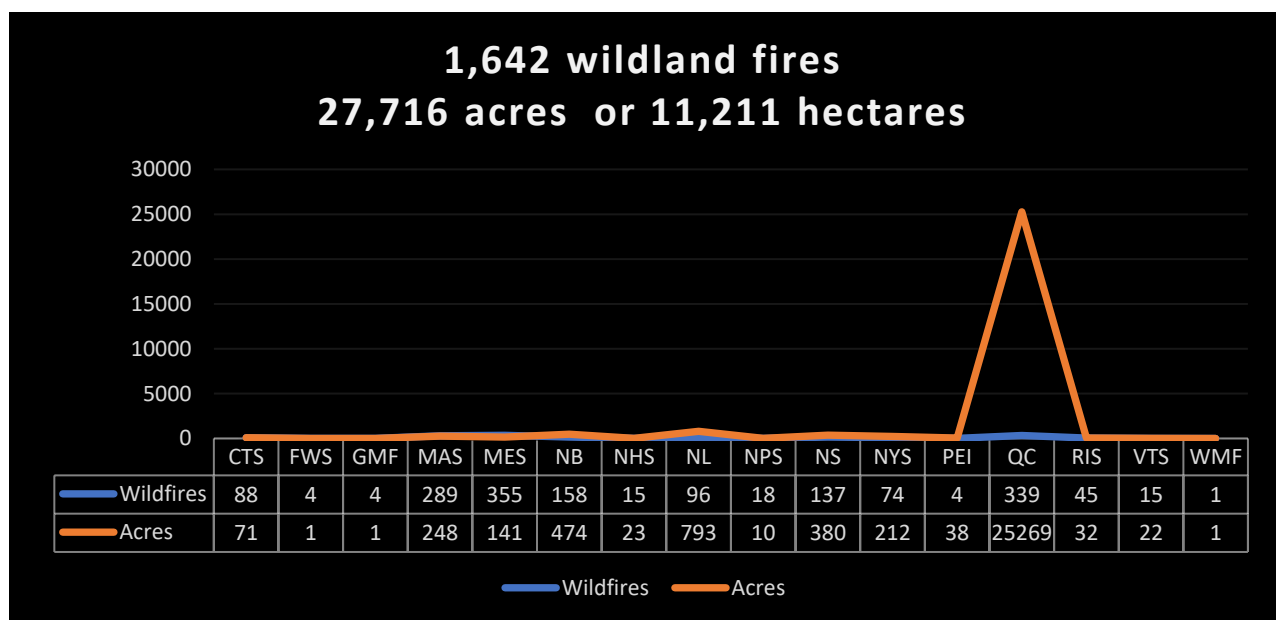 1,642 wildland fires
27,716 acres or 11,211 hectares
30000
25000
20000
15000
10000
5000
0
CTS FWS GMF MAS MES NB NHS NL NPS NS NYS PEI QC RIS VTS WMF
Wildfires 88 4 4 289 355 158 15 96 18 137 74 4 339 45 15 1
Acres 71 1 1 248 141 474 23 793 10 380 212 38 25269 32 22 1
Wildfires Acres